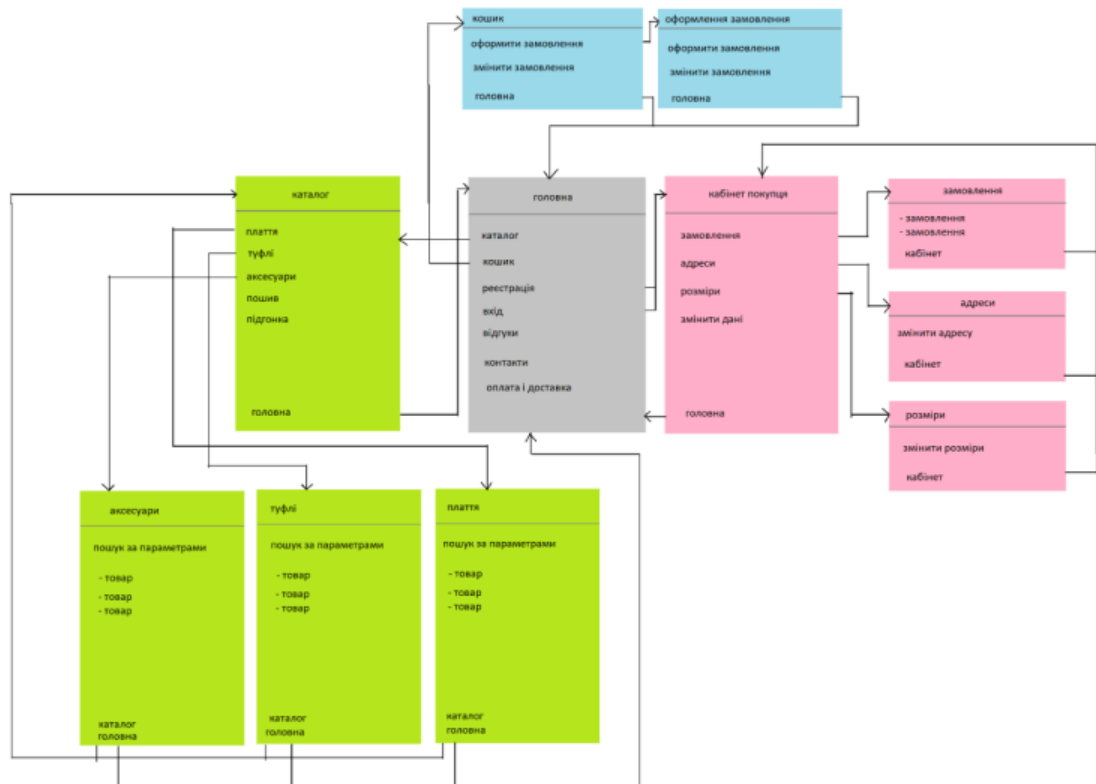 кошик
оформити замовлення
змінити замовлення
головна
оформлення замовлення
оформити замовлення
змінити замовлення
головна
каталог
плаття
туфлі
аксесуари
пошив
підгонка
головна
головна
каталог
кошик
реєстрація
вхід
відгуки
контакти
оплата і доставка
кабінет покупця
замовлення
адреси
розміри
змінити дані
головна
замовлення
- замовлення
- замовлення
кабінет
адреси
змінити адресу
кабінет
розміри
змінити розміри
кабінет
аксесуари
пошук за параметрами
- товар
- товар
- товар
каталог
головна
туфлі
пошук за параметрами
- товар
- товар
- товар
каталог
головна
плаття
пошук за параметрами
- товар
- товар
- товар
каталог
головна